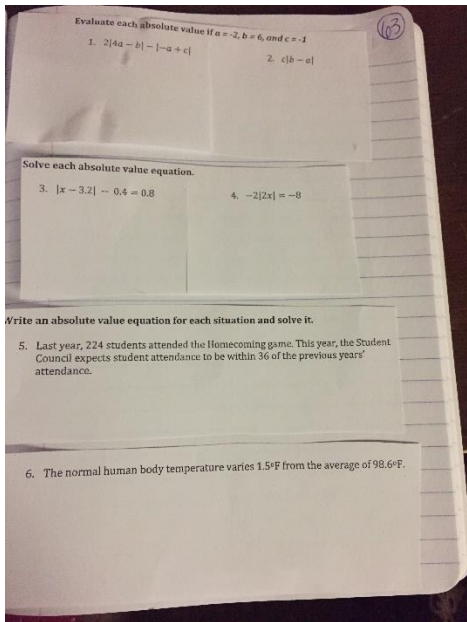 63
Evaluate each absolute value if a = -2, b = 6, and c = -1
1. 2|4a − b| − |−a + c|
2. c|b − a|
Solve each absolute value equation.
3. |x − 3.2| -- 0.4 = 0.8
4. −2|2x| = −8
Write an absolute value equation for each situation and solve it.
5. Last year, 224 students attended the Homecoming game. This year, the Student
Council expects student attendance to be within 36 of the previous years'
attendance.
6. The normal human body temperature varies 1.5°F from the average of 98.6°F.